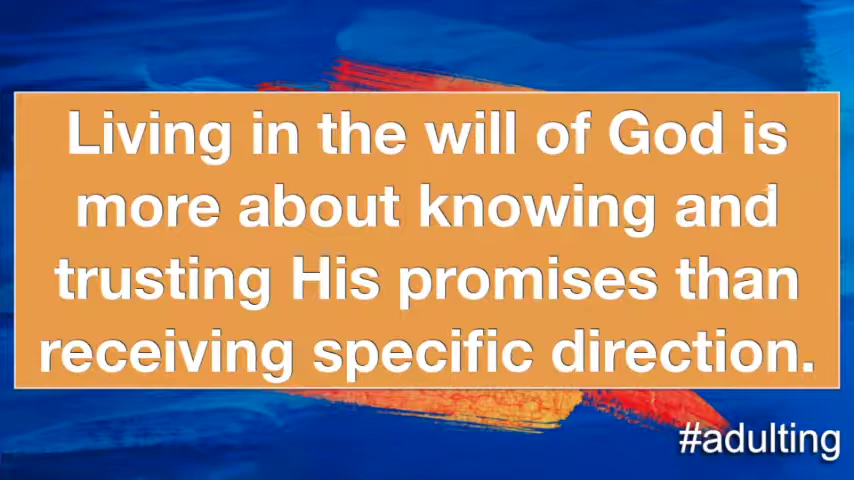 Living in the will of God is
more about knowing and
trusting His promises than
receiving specific direction.
#adulting